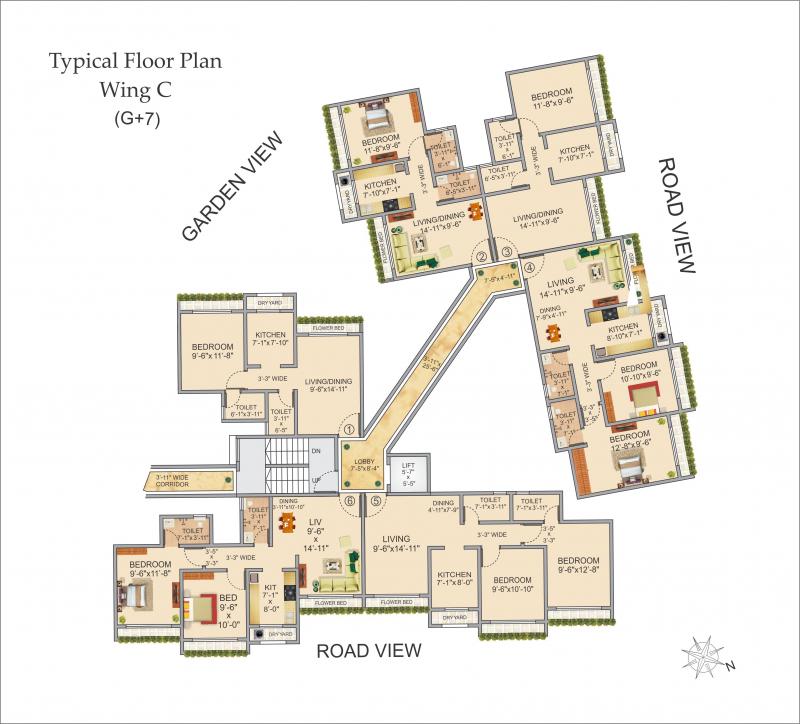 Typical Floor Plan
Wing C
(G+7)
GARDEN VIEW
ROAD VIEW
BEDROOM
11'-8"x9'-6"
TOILET
3'-11"x
6'-1"
3'-3" WIDE
KITCHEN
7'-10"x7'-1"
DRY YARD
TOILET
6'-5"x3'-11"
LIVING/DINING
14'-11"x9'-6"
FLOWER BED
②
BEDROOM
11'-8"x9'-6"
TOILET
3'-11"x
6'-1"
3'-3" WIDE
KITCHEN
7'-10"x7'-1"
DRY YARD
TOILET
6'-5"x3'-11"
LIVING/DINING
14'-11"x9'-6"
FLOWER BED
③
④
7'-9"x4'-11"
LIVING
14'-11"x9'-6"
DINING
7'-9"x4'-11"
KITCHEN
8'-10"x7'-1"
DRY YARD
TOILET
3'-11"x
7'-1"
3'-3" WIDE
BEDROOM
10'-10"x9'-6"
TOILET
3'-11"x
7'-1"
BEDROOM
12'-8"x9'-6"
DRY YARD
BEDROOM
9'-6"x11'-8"
KITCHEN
7'-1"x7'-10"
FLOWER BED
3'-3" WIDE
LIVING/DINING
9'-6"x14'-11"
TOILET
6'-1"x3'-11"
TOILET
3'-11"
x
6'-5"
①
DN
UP
LOBBY
7'-5"x8'-4"
LIFT
5'-7"
x
5'-5"
3'-11" WIDE
CORRIDOR
⑥
⑤
DINING
3'-11"x10'-10"
LIV
9'-6"
x
14'-11"
TOILET
3'-11"
x
7'-1"
TOILET
7'-1"x3'-11"
3'-5"
x
3'-3"
3'-3" WIDE
BEDROOM
9'-6"x11'-8"
BED
9'-6"
x
10'-0"
KIT
7'-1"
x
8'-0"
DRY YARD
FLOWER BED
LIVING
9'-6"x14'-11"
DINING
4'-11"x7'-9"
TOILET
7'-1"x3'-11"
TOILET
7'-1"x3'-11"
3'-3" WIDE
3'-5"
x
3'-3"
KITCHEN
7'-1"x8'-0"
BEDROOM
9'-6"x10'-10"
BEDROOM
9'-6"x12'-8"
FLOWER BED
DRY YARD
ROAD VIEW
N